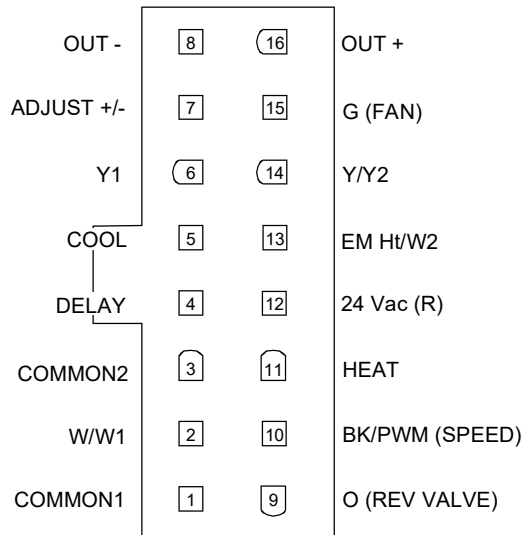 OUT - 8 16 OUT +
ADJUST +/- 7 15 G (FAN)
Y1 6 14 Y/Y2
COOL 5 13 EM Ht/W2
DELAY 4 12 24 Vac (R)
COMMON2 3 11 HEAT
W/W1 2 10 BK/PWM (SPEED)
COMMON1 1 9 O (REV VALVE)